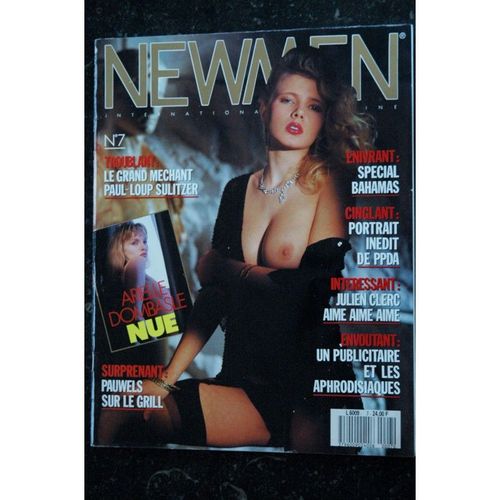 NEWMEN®
INTERNATIONAL
N°7
TROUBLANT:
LE GRAND MECHANT
PAUL-LOUP SULITZER
ARIELLE
DOMBASLE
NUE
SURPRENANT:
PAUWELS
SUR LE GRILL
ENIVRANT:
SPECIAL
BAHAMAS
CINGLANT:
PORTRAIT
INEDIT
DE PPDA
INTERESSANT:
JULIEN CLERC
AIME AIME AIME
ENVOUTANT:
UN PUBLICITAIRE
ET LES
APHRODISIAQUES
7 - 24,00 F